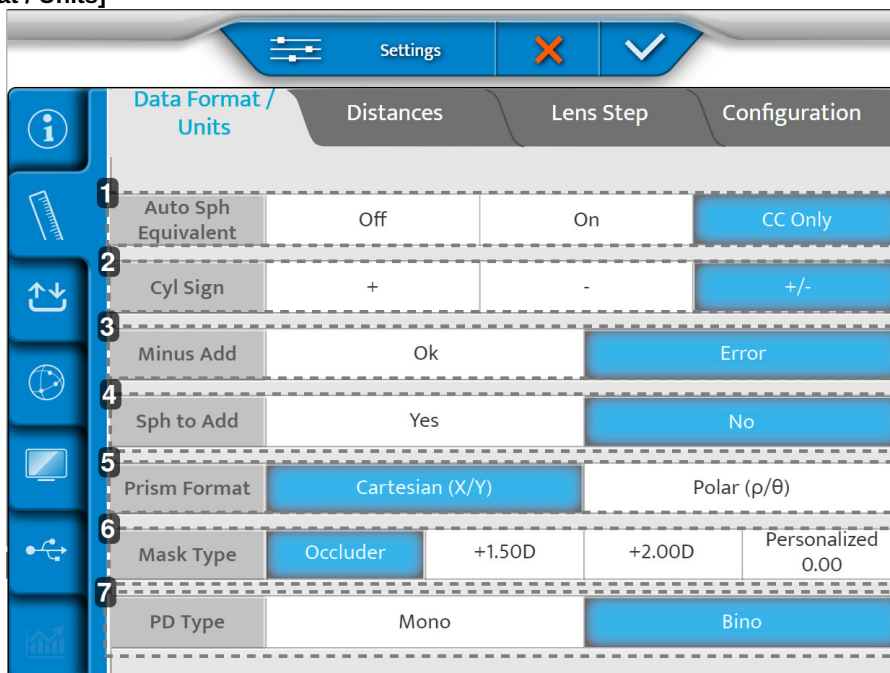 at / Units]
Settings
Data Format /
Units
Distances
Lens Step
Configuration
1
Auto Sph
Equivalent
Off
On
CC Only
2
Cyl Sign
+
-
+/-
3
Minus Add
Ok
Error
4
Sph to Add
Yes
No
5
Prism Format
Cartesian (X/Y)
Polar (ρ/θ)
6
Mask Type
Occluder
+1.50D
+2.00D
Personalized
0.00
7
PD Type
Mono
Bino